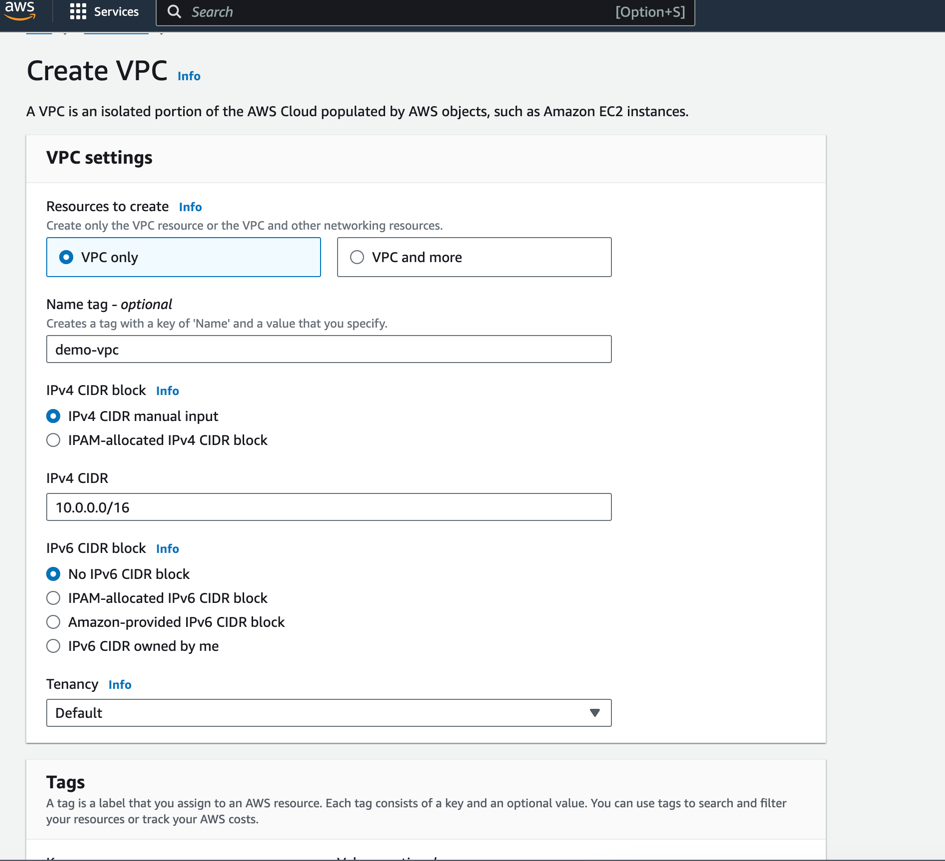 aws
Services
Search
[Option+S]
Create VPC Info
A VPC is an isolated portion of the AWS Cloud populated by AWS objects, such as Amazon EC2 instances.
VPC settings
Resources to create Info
Create only the VPC resource or the VPC and other networking resources.
VPC only
VPC and more
Name tag - optional
Creates a tag with a key of 'Name' and a value that you specify.
demo-vpc
IPv4 CIDR block Info
IPv4 CIDR manual input
IPAM-allocated IPv4 CIDR block
IPv4 CIDR
10.0.0.0/16
IPv6 CIDR block Info
No IPv6 CIDR block
IPAM-allocated IPv6 CIDR block
Amazon-provided IPv6 CIDR block
IPv6 CIDR owned by me
Tenancy Info
Default
Tags
A tag is a label that you assign to an AWS resource. Each tag consists of a key and an optional value. You can use tags to search and filter
your resources or track your AWS costs.